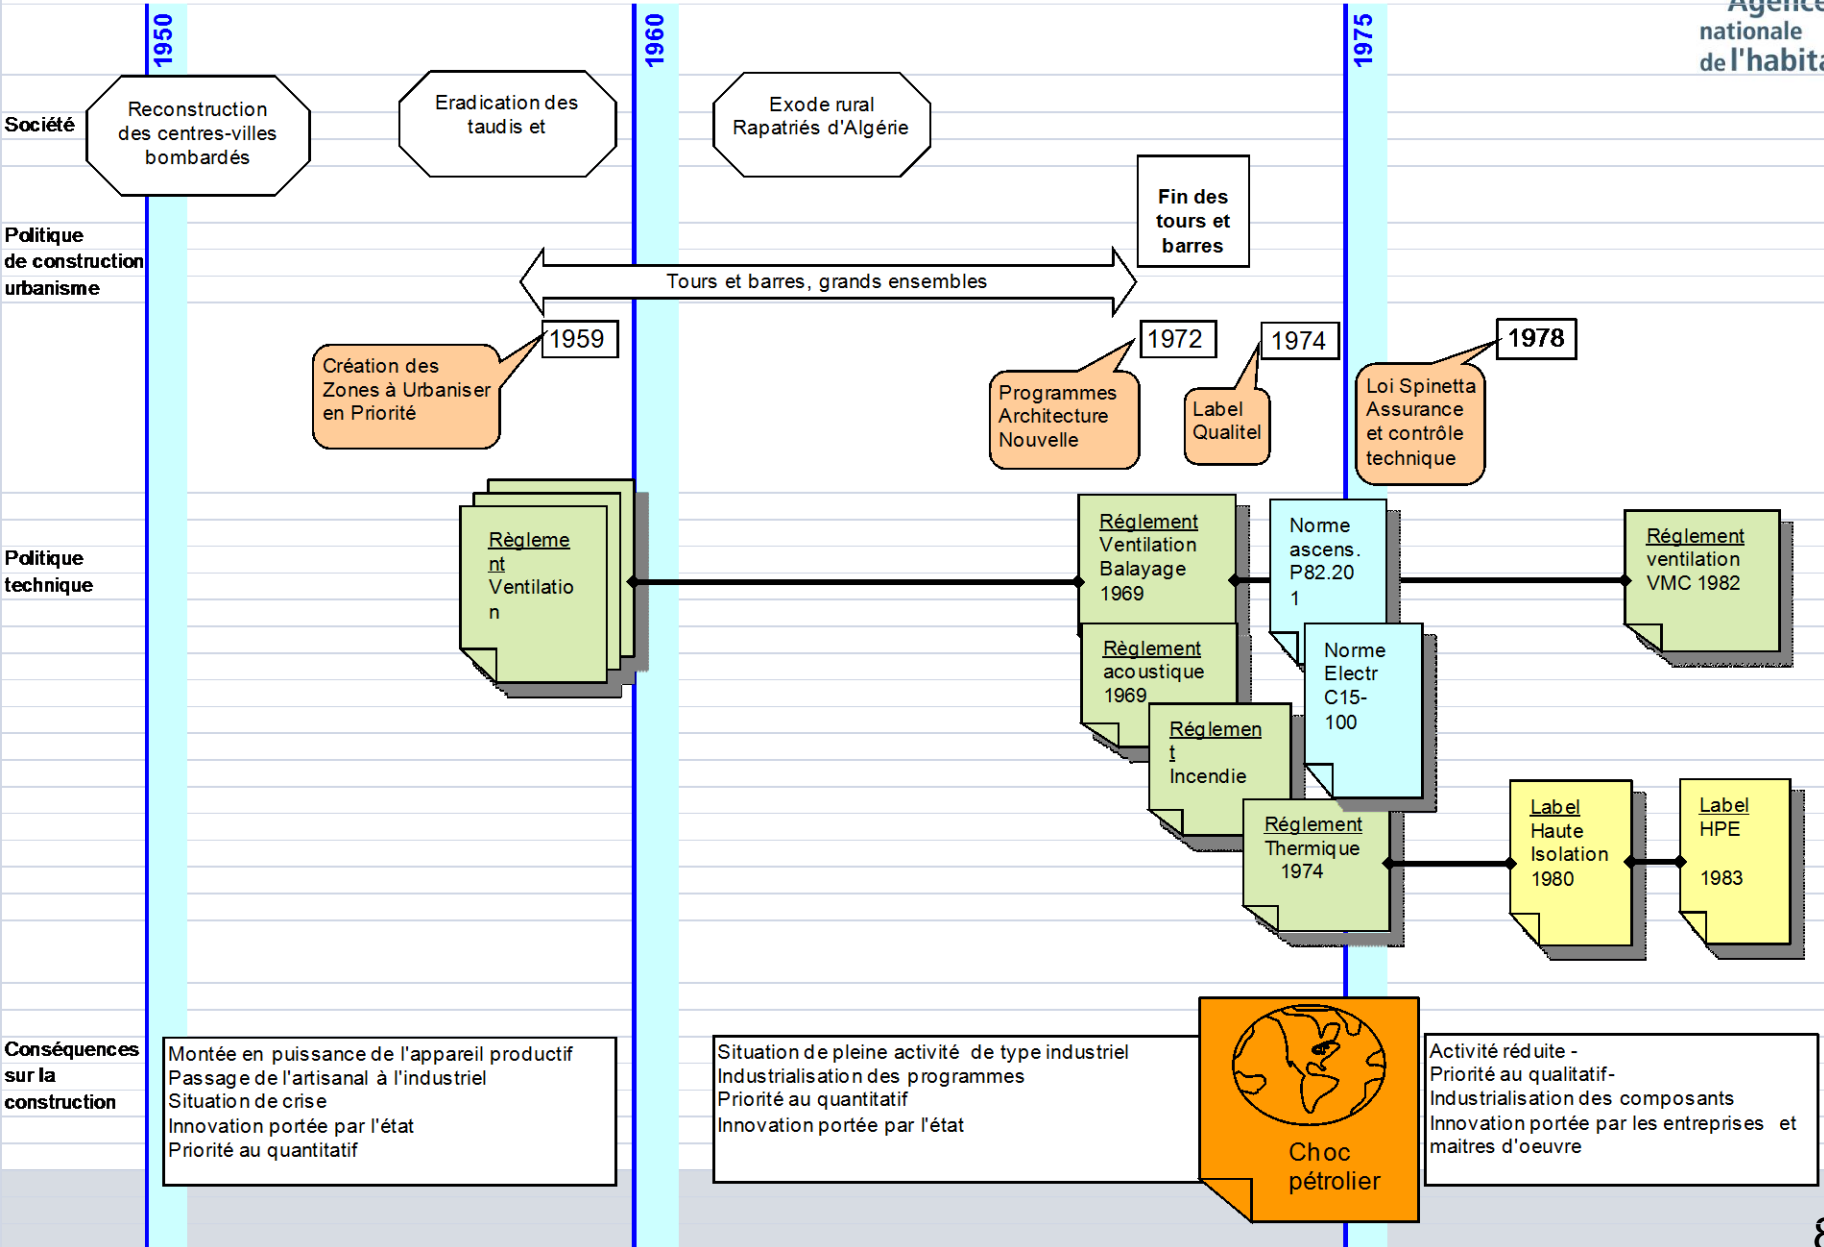 Agence
nationale
de l'habita
1950
1960
1975
Société
Reconstruction
des centres-villes
bombardés
Eradication des
taudis et
Exode rural
Rapatriés d'Algérie
Politique
de construction
urbanisme
Fin des
tours et
barres
Tours et barres, grands ensembles
1959
Création des
Zones à Urbaniser
en Priorité
1972
Programmes
Architecture
Nouvelle
1974
Label
Qualitel
1978
Loi Spinetta
Assurance
et contrôle
technique
Politique
technique
Règleme
nt
Ventilatio
n
Réglement
Ventilation
Balayage
1969
Règlement
acoustique
1969
Réglemen
t
Incendie
Réglement
Thermique
1974
Norme
ascens.
P82.20
1
Norme
Electr
C15-
100
Réglement
ventilation
VMC 1982
Label
Haute
Isolation
1980
Label
HPE
1983
Conséquences
sur la
construction
Montée en puissance de l'appareil productif
Passage de l'artisanal à l'industriel
Situation de crise
Innovation portée par l'état
Priorité au quantitatif
Situation de pleine activité de type industriel
Industrialisation des programmes
Priorité au quantitatif
Innovation portée par l'état
Choc
pétrolier
Activité réduite -
Priorité au qualitatif-
Industrialisation des composants
Innovation portée par les entreprises et
maitres d'oeuvre
8